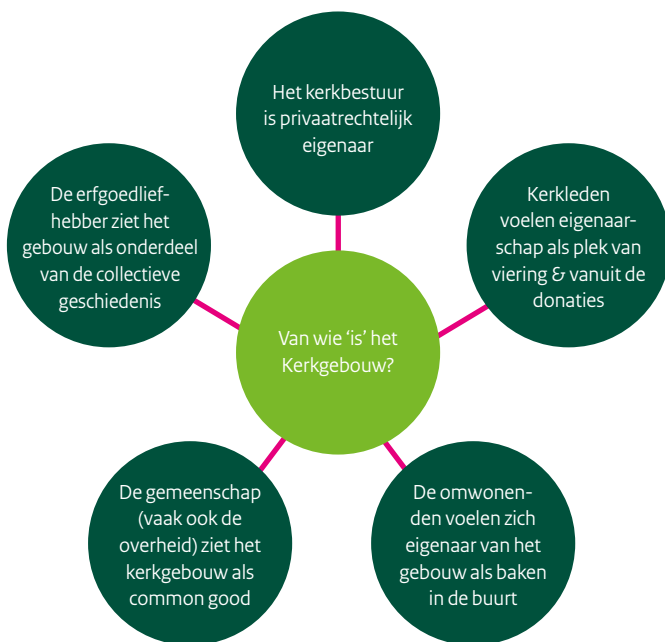 Het kerkbestuur
is privaatrechtelijk
eigenaar
De erfgoedlief-
hebber ziet het
gebouw als onderdeel
van de collectieve
geschiedenis
Kerkleden
voelen eigenaar-
schap als plek van
viering & vanuit de
donaties
Van wie ‘is’ het
Kerkgebouw?
De gemeenschap
(vaak ook de
overheid) ziet het
kerkgebouw als
common good
De omwonen-
den voelen zich
eigenaar van het
gebouw als baken
in de buurt